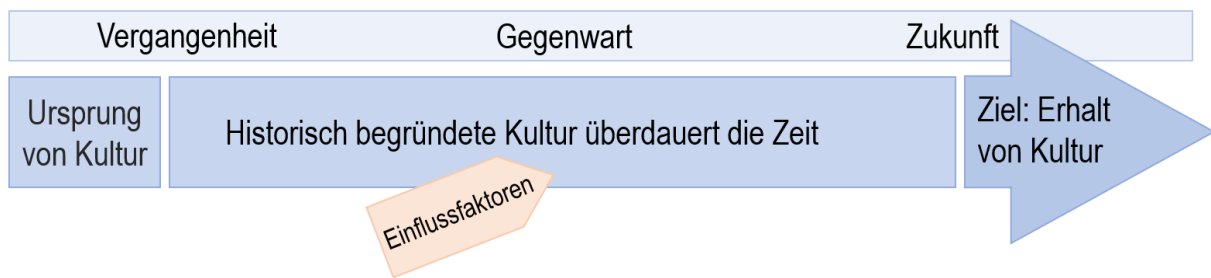 Vergangenheit Gegenwart Zukunft
Ursprung
von Kultur
Historisch begründete Kultur überdauert die Zeit
Ziel: Erhalt
von Kultur
Einflussfaktoren